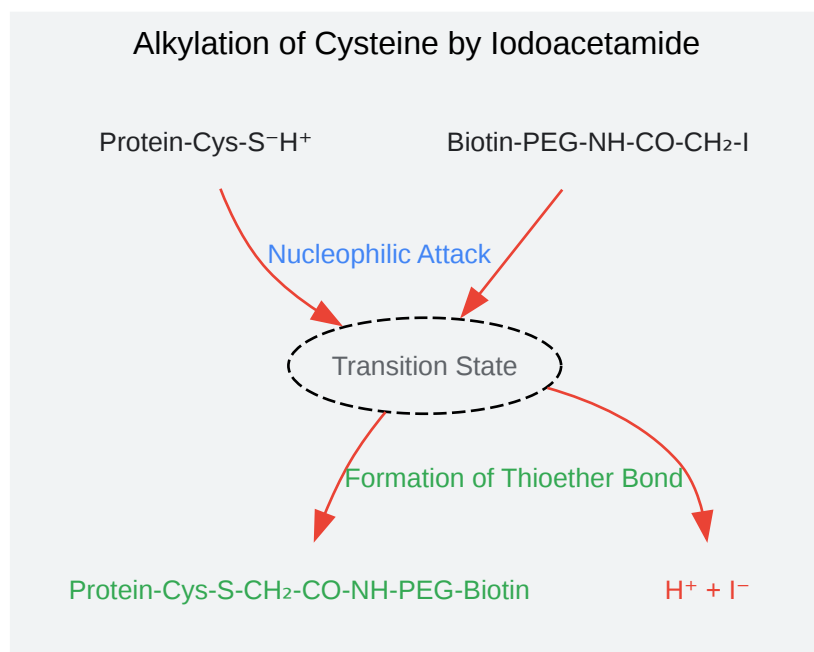 Alkylation of Cysteine by Iodoacetamide
Protein-Cys-S⁻H⁺
Biotin-PEG-NH-CO-CH₂-I
Nucleophilic Attack
Transition State
Formation of Thioether Bond
Protein-Cys-S-CH₂-CO-NH-PEG-Biotin
H⁺ + I⁻